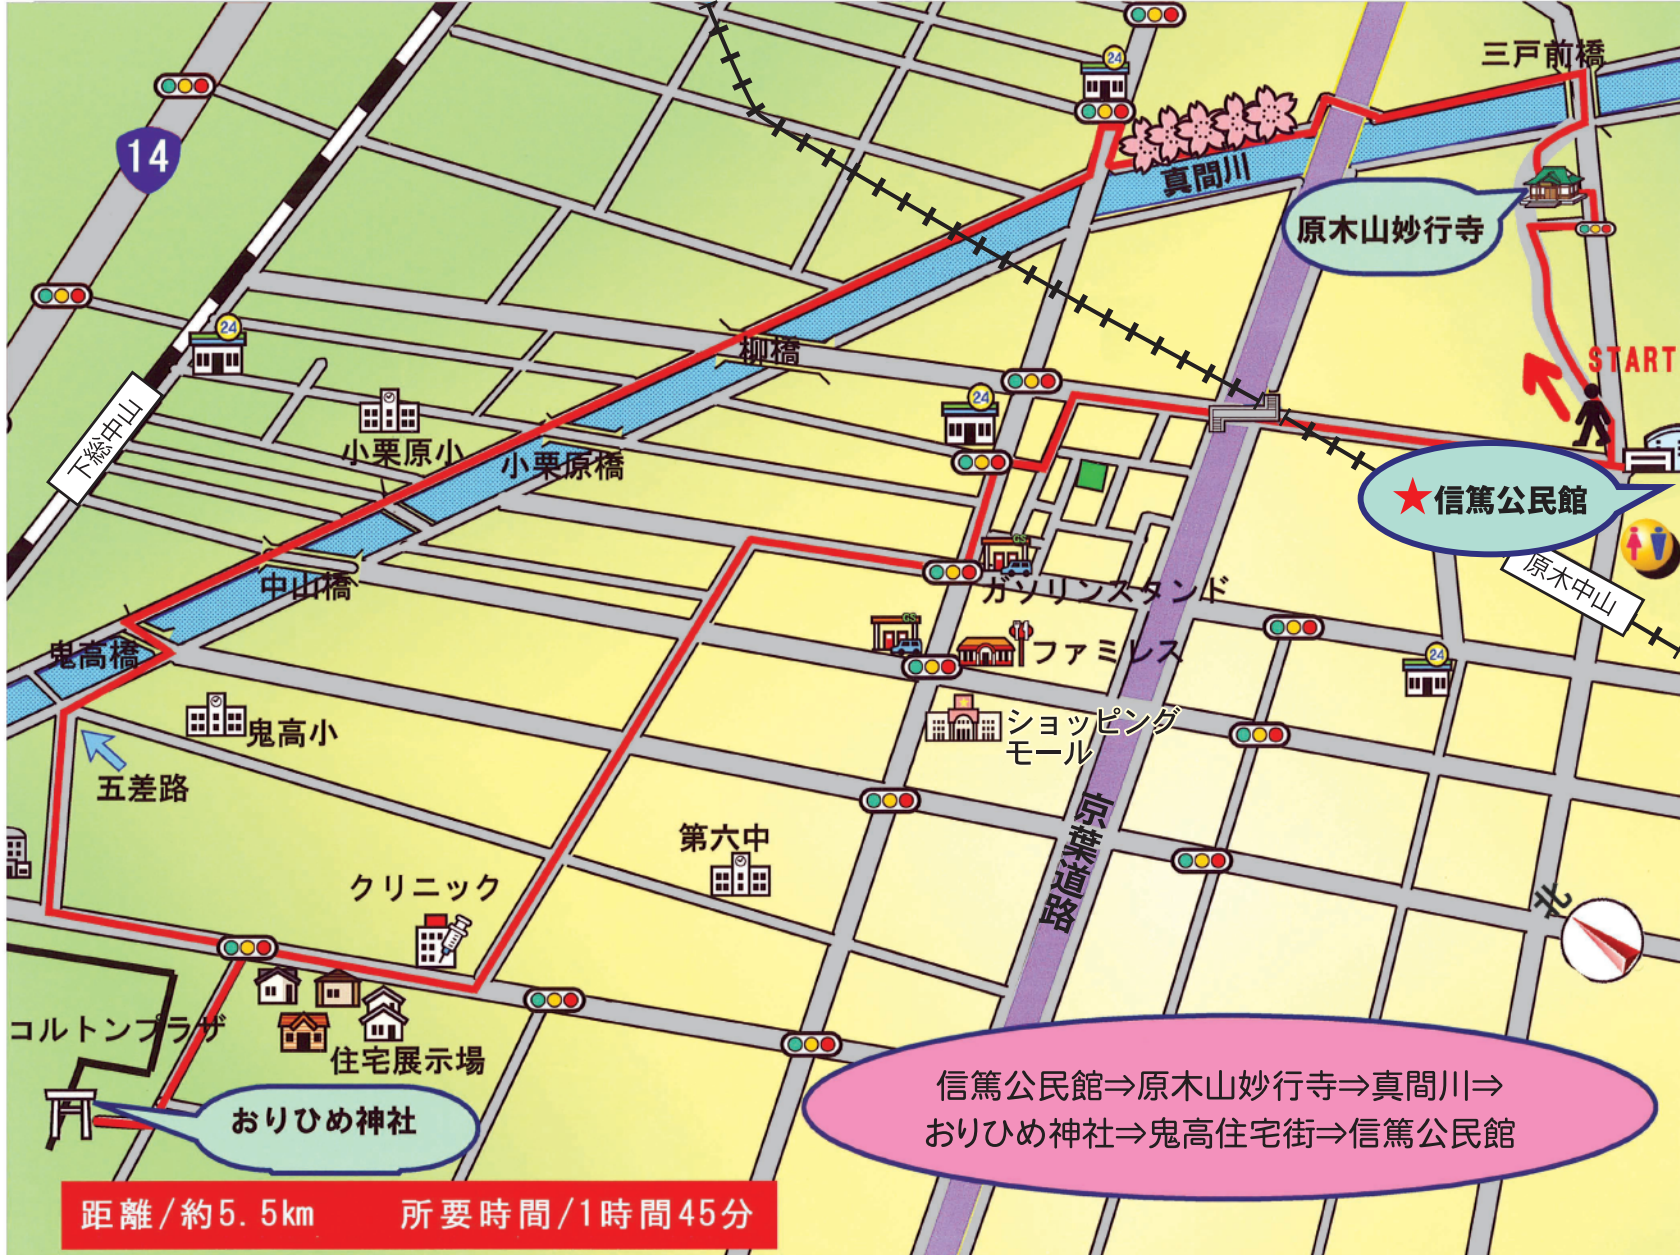 三戸前橋
24
14
真間川
原木山妙行寺
START
24
柳橋
24
下総中山
小栗原小
小栗原橋
★信篤公民館
原木中山
GS
ガソリンスタンド
中山橋
GS
ファミレス
24
鬼高橋
鬼高小
ショッピング
モール
五差路
京葉道路
第六中
クリニック
北
コルトンプラザ
住宅展示場
おりひめ神社
信篤公民館⇒原木山妙行寺⇒真間川⇒
おりひめ神社⇒鬼高住宅街⇒信篤公民館
距離/約5.5km 所要時間/1時間45分